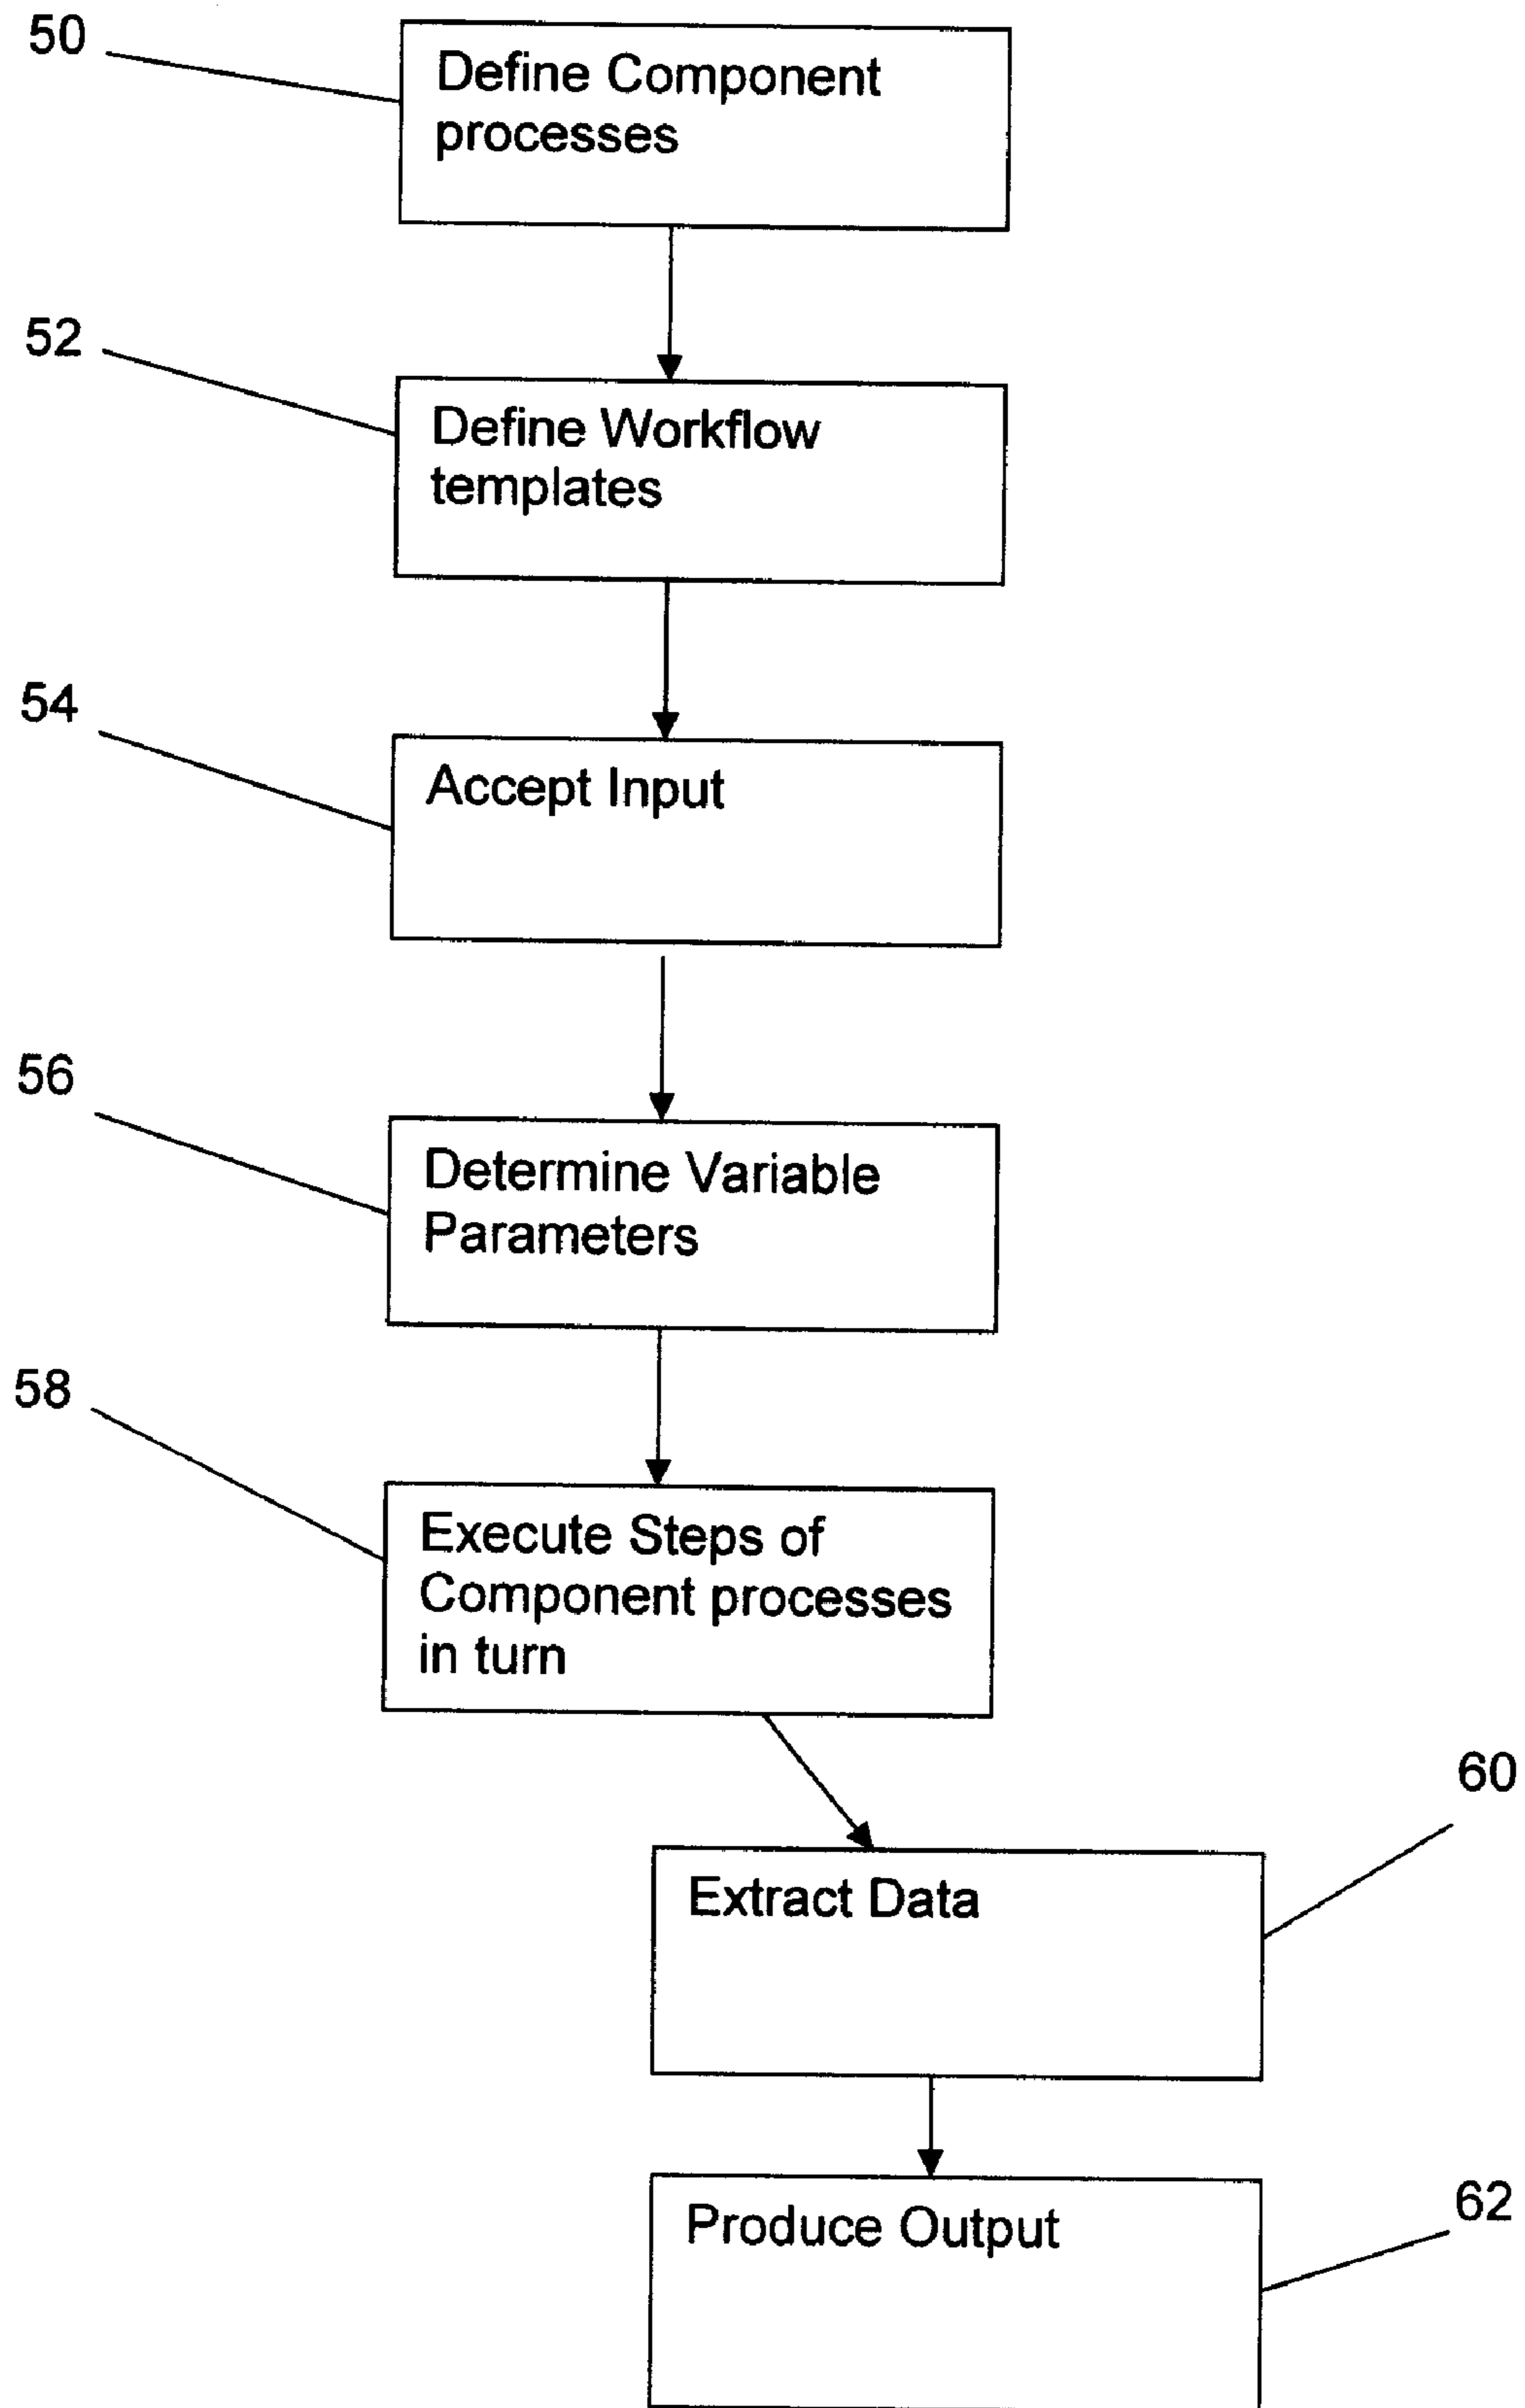 50
Define Component
processes
52
Define Workflow
templates
54
Accept Input
56
Determine Variable
Parameters
58
Execute Steps of
Component processes
in turn
60
Extract Data
62
Produce Output